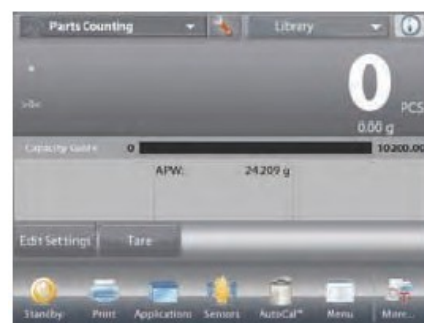 Parts Counting Library
*
>0<
0 PCS
0.00 g
Capacity Guide 0 10200.00
APW: 24.209 g
Edit Settings Tare
Standby Print Applications Sensors AutoCal™ Menu More...